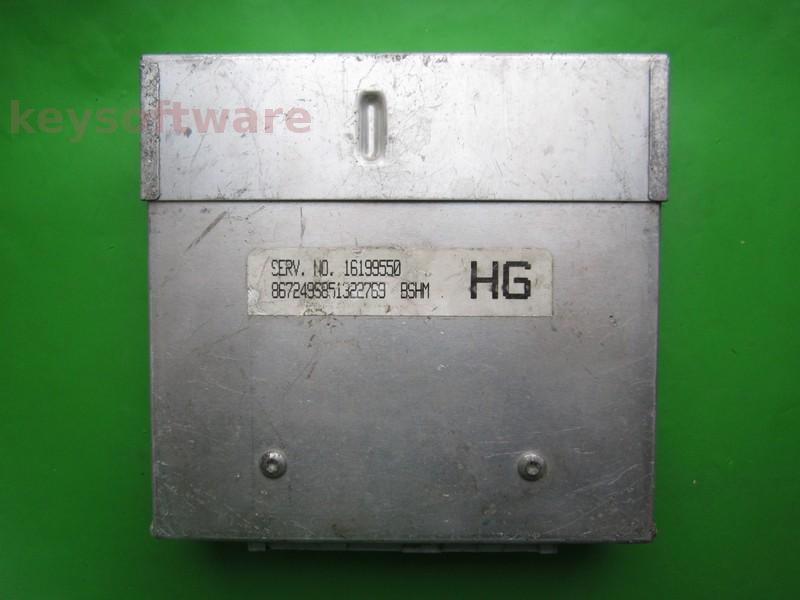 keysoftware
SERV. NO. 16199550
8672495851322769 BSHM
HG